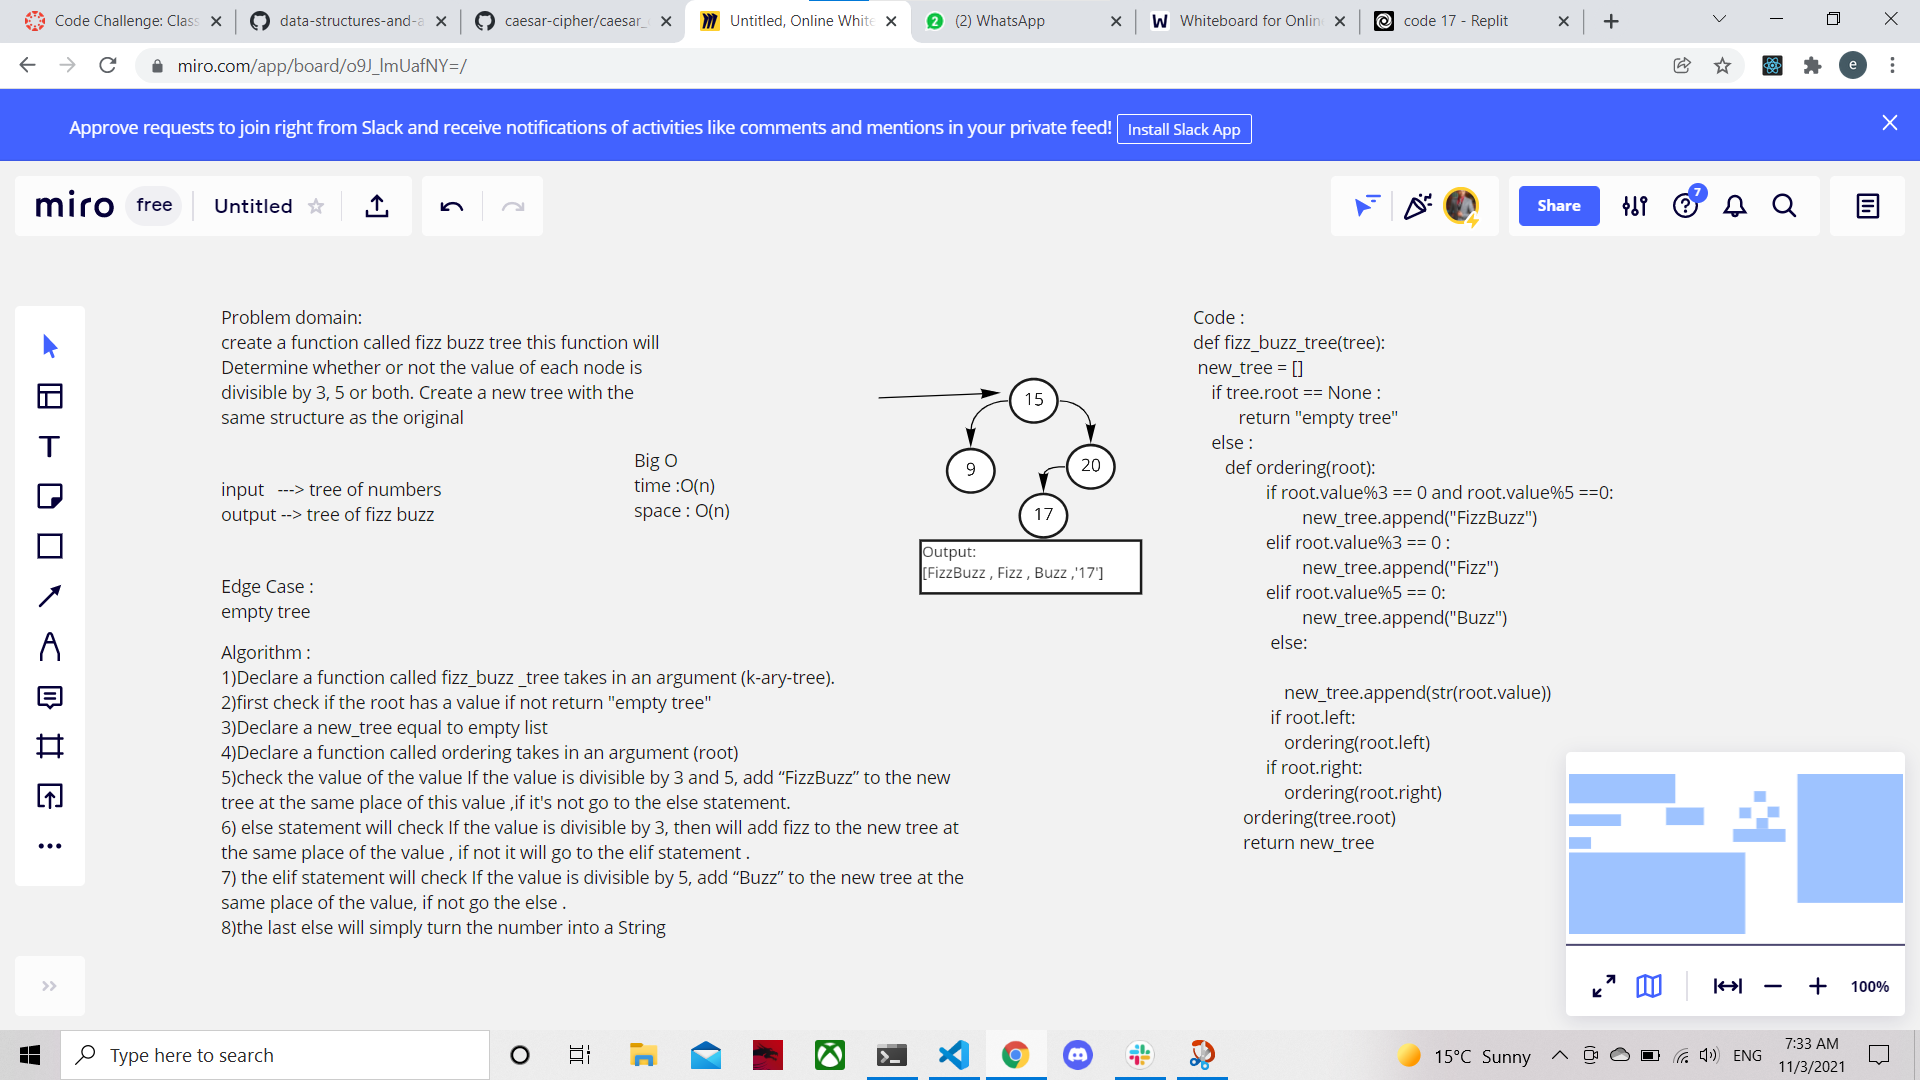 Code Challenge: Class
data-structures-and-a
caesar-cipher/caesar_
Untitled, Online White
(2) WhatsApp
Whiteboard for Online
code 17 - Replit
miro.com/app/board/o9J_lmUafNY=/
e
Approve requests to join right from Slack and receive notifications of activities like comments and mentions in your private feed!
Install Slack App
miro
free
Untitled
Share
7
Problem domain:
create a function called fizz buzz tree this function will
Determine whether or not the value of each node is
divisible by 3, 5 or both. Create a new tree with the
same structure as the original
input ---> tree of numbers
output --> tree of fizz buzz
Big O
time :O(n)
space : O(n)
Edge Case :
empty tree
Algorithm :
1)Declare a function called fizz_buzz _tree takes in an argument (k-ary-tree).
2)first check if the root has a value if not return "empty tree"
3)Declare a new_tree equal to empty list
4)Declare a function called ordering takes in an argument (root)
5)check the value of the value If the value is divisible by 3 and 5, add “FizzBuzz” to the new
tree at the same place of this value ,if it's not go to the else statement.
6) else statement will check If the value is divisible by 3, then will add fizz to the new tree at
the same place of the value , if not it will go to the elif statement .
7) the elif statement will check If the value is divisible by 5, add “Buzz” to the new tree at the
same place of the value, if not go the else .
8)the last else will simply turn the number into a String
15
9
20
17
Output:
[FizzBuzz , Fizz , Buzz ,'17']
Code :
def fizz_buzz_tree(tree):
new_tree = []
if tree.root == None :
return "empty tree"
else :
def ordering(root):
if root.value%3 == 0 and root.value%5 ==0:
new_tree.append("FizzBuzz")
elif root.value%3 == 0 :
new_tree.append("Fizz")
elif root.value%5 == 0:
new_tree.append("Buzz")
else:
new_tree.append(str(root.value))
if root.left:
ordering(root.left)
if root.right:
ordering(root.right)
ordering(tree.root)
return new_tree
100%
Type here to search
15°C Sunny
ENG
7:33 AM
11/3/2021